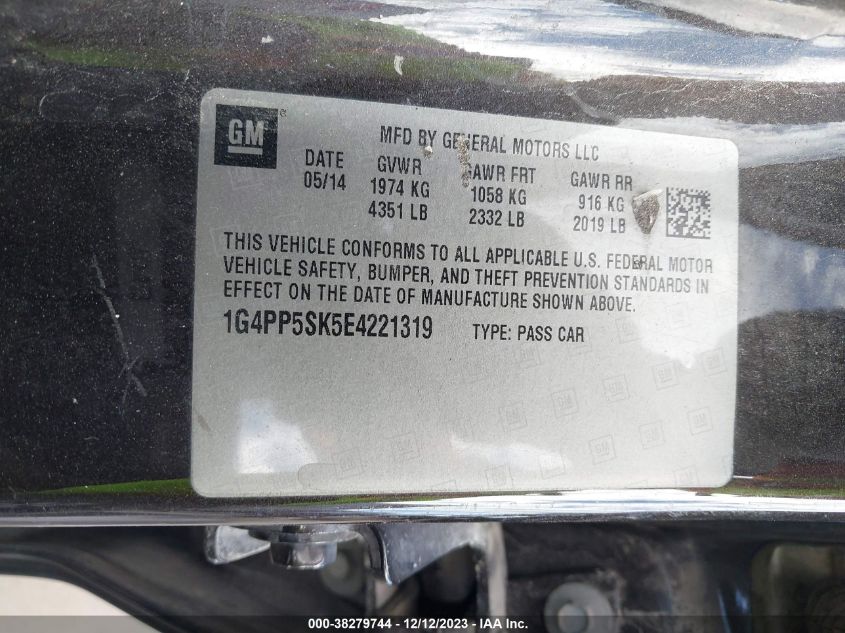 GM
MFD BY GENERAL MOTORS LLC
DATE GVWR GAWR FRT GAWR RR
05/14 1974 KG 1058 KG 916 KG
4351 LB 2332 LB 2019 LB
THIS VEHICLE CONFORMS TO ALL APPLICABLE U.S. FEDERAL MOTOR
VEHICLE SAFETY, BUMPER, AND THEFT PREVENTION STANDARDS IN
EFFECT ON THE DATE OF MANUFACTURE SHOWN ABOVE.
1G4PP5SK5E4221319 TYPE: PASS CAR
000-38279744 - 12/12/2023 - IAA Inc.